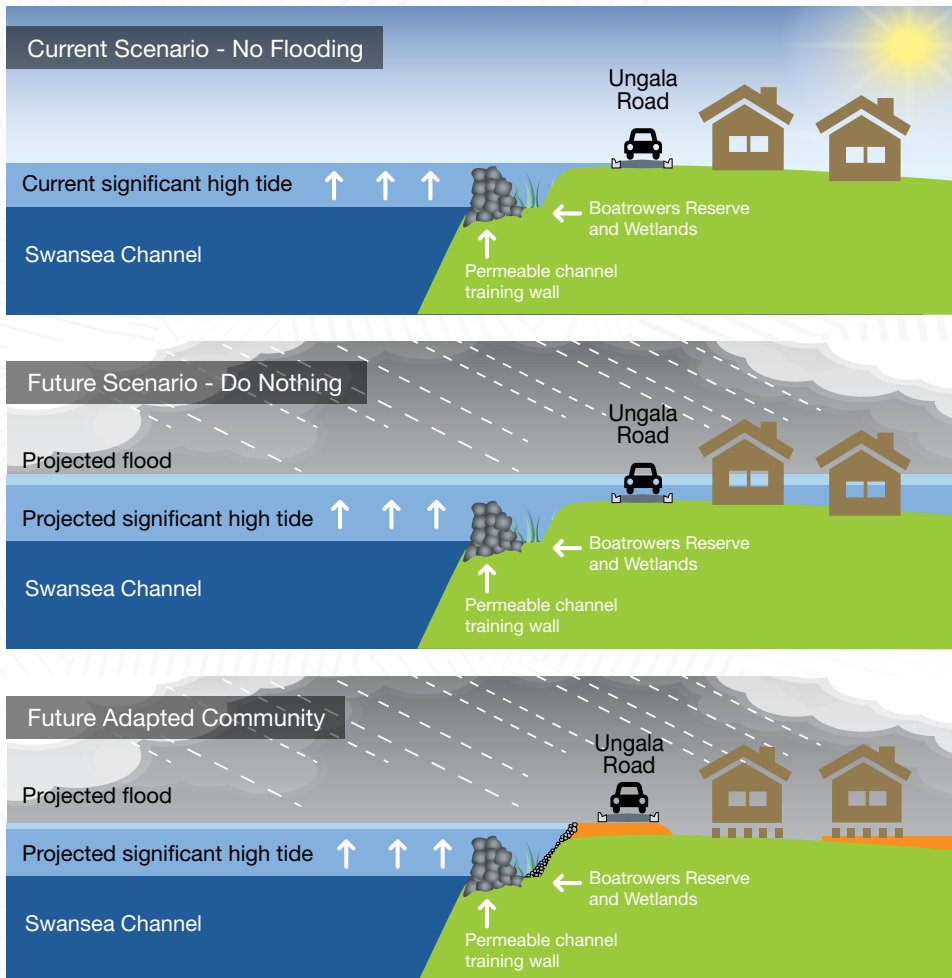 Current Scenario - No Flooding
Ungala
Road
Current significant high tide
Boatrowers Reserve
and Wetlands
Swansea Channel
Permeable channel
training wall
Future Scenario - Do Nothing
Ungala
Road
Projected flood
Projected significant high tide
Boatrowers Reserve
and Wetlands
Swansea Channel
Permeable channel
training wall
Future Adapted Community
Ungala
Road
Projected flood
Projected significant high tide
Boatrowers Reserve
and Wetlands
Swansea Channel
Permeable channel
training wall